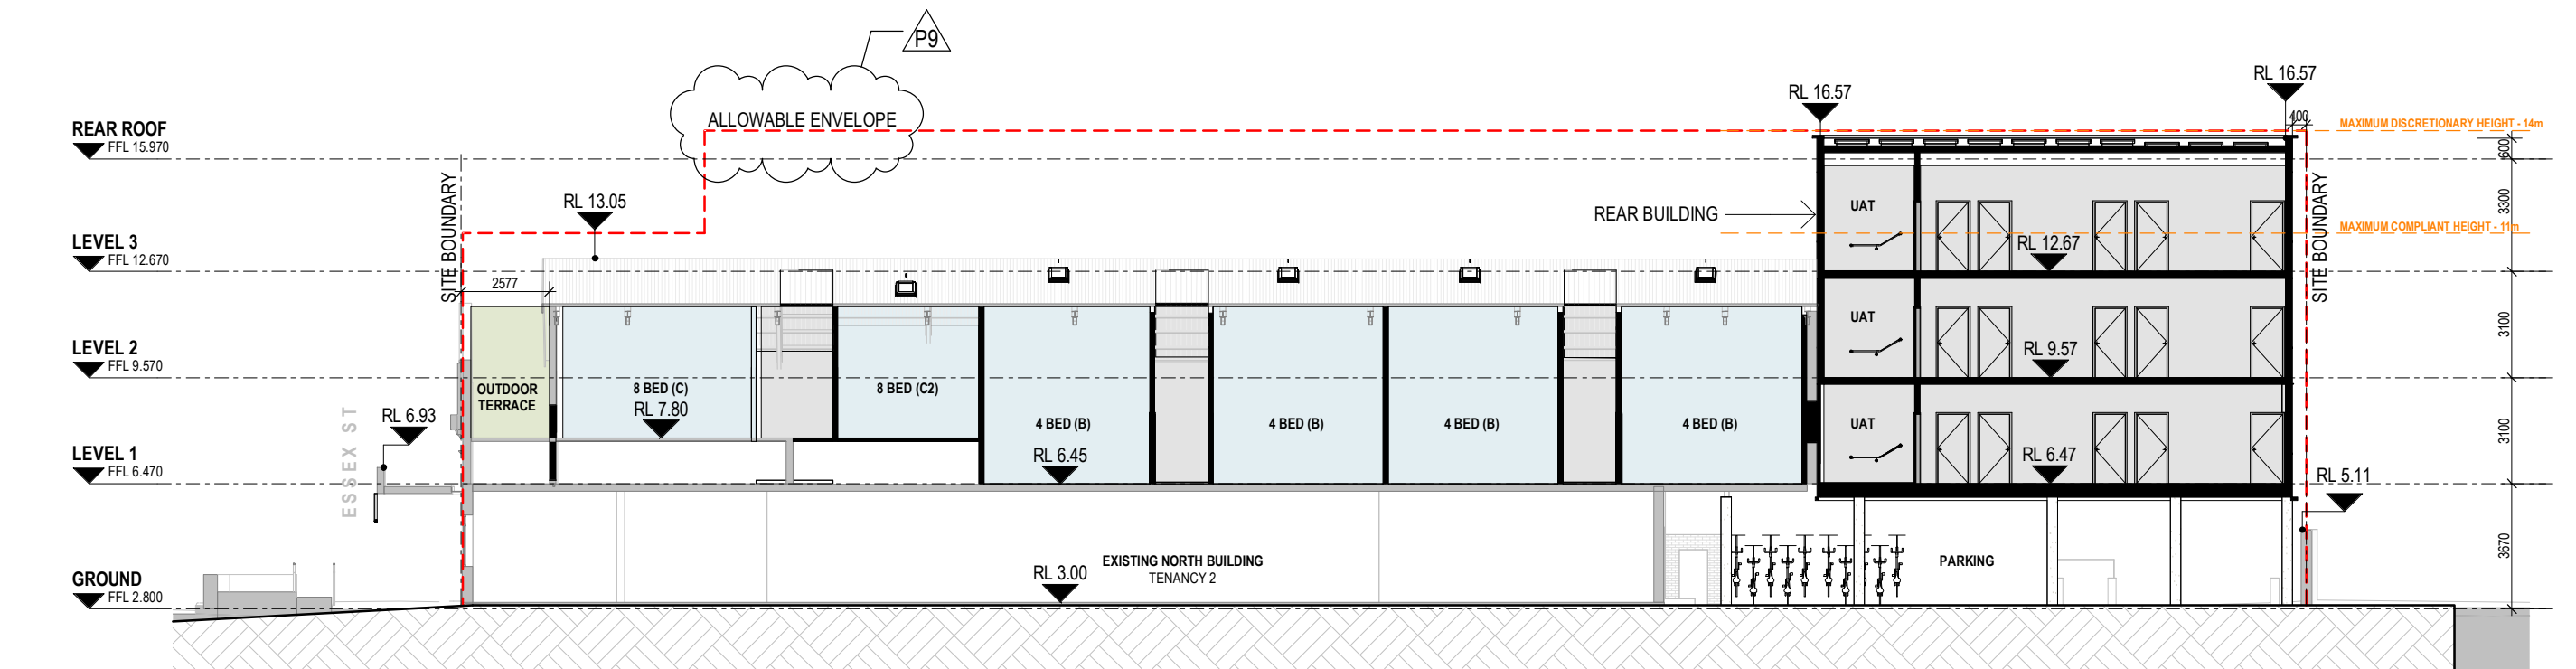 P9
ALLOWABLE ENVELOPE
RL 16.57
RL 16.57
400
MAXIMUM DISCRETIONARY HEIGHT - 14m
REAR ROOF
FFL 15.970
600
SITE BOUNDARY
RL 13.05
REAR BUILDING
UAT
3300
SITE BOUNDARY
MAXIMUM COMPLIANT HEIGHT - 11m
LEVEL 3
FFL 12.670
RL 12.67
2577
UAT
3100
LEVEL 2
FFL 9.570
RL 9.57
OUTDOOR
TERRACE
8 BED (C)
RL 7.80
8 BED (C2)
4 BED (B)
4 BED (B)
4 BED (B)
4 BED (B)
UAT
3100
ESSEX ST
RL 6.93
LEVEL 1
FFL 6.470
RL 6.45
RL 6.47
RL 5.11
EXISTING NORTH BUILDING
TENANCY 2
PARKING
3670
GROUND
FFL 2.800
RL 3.00